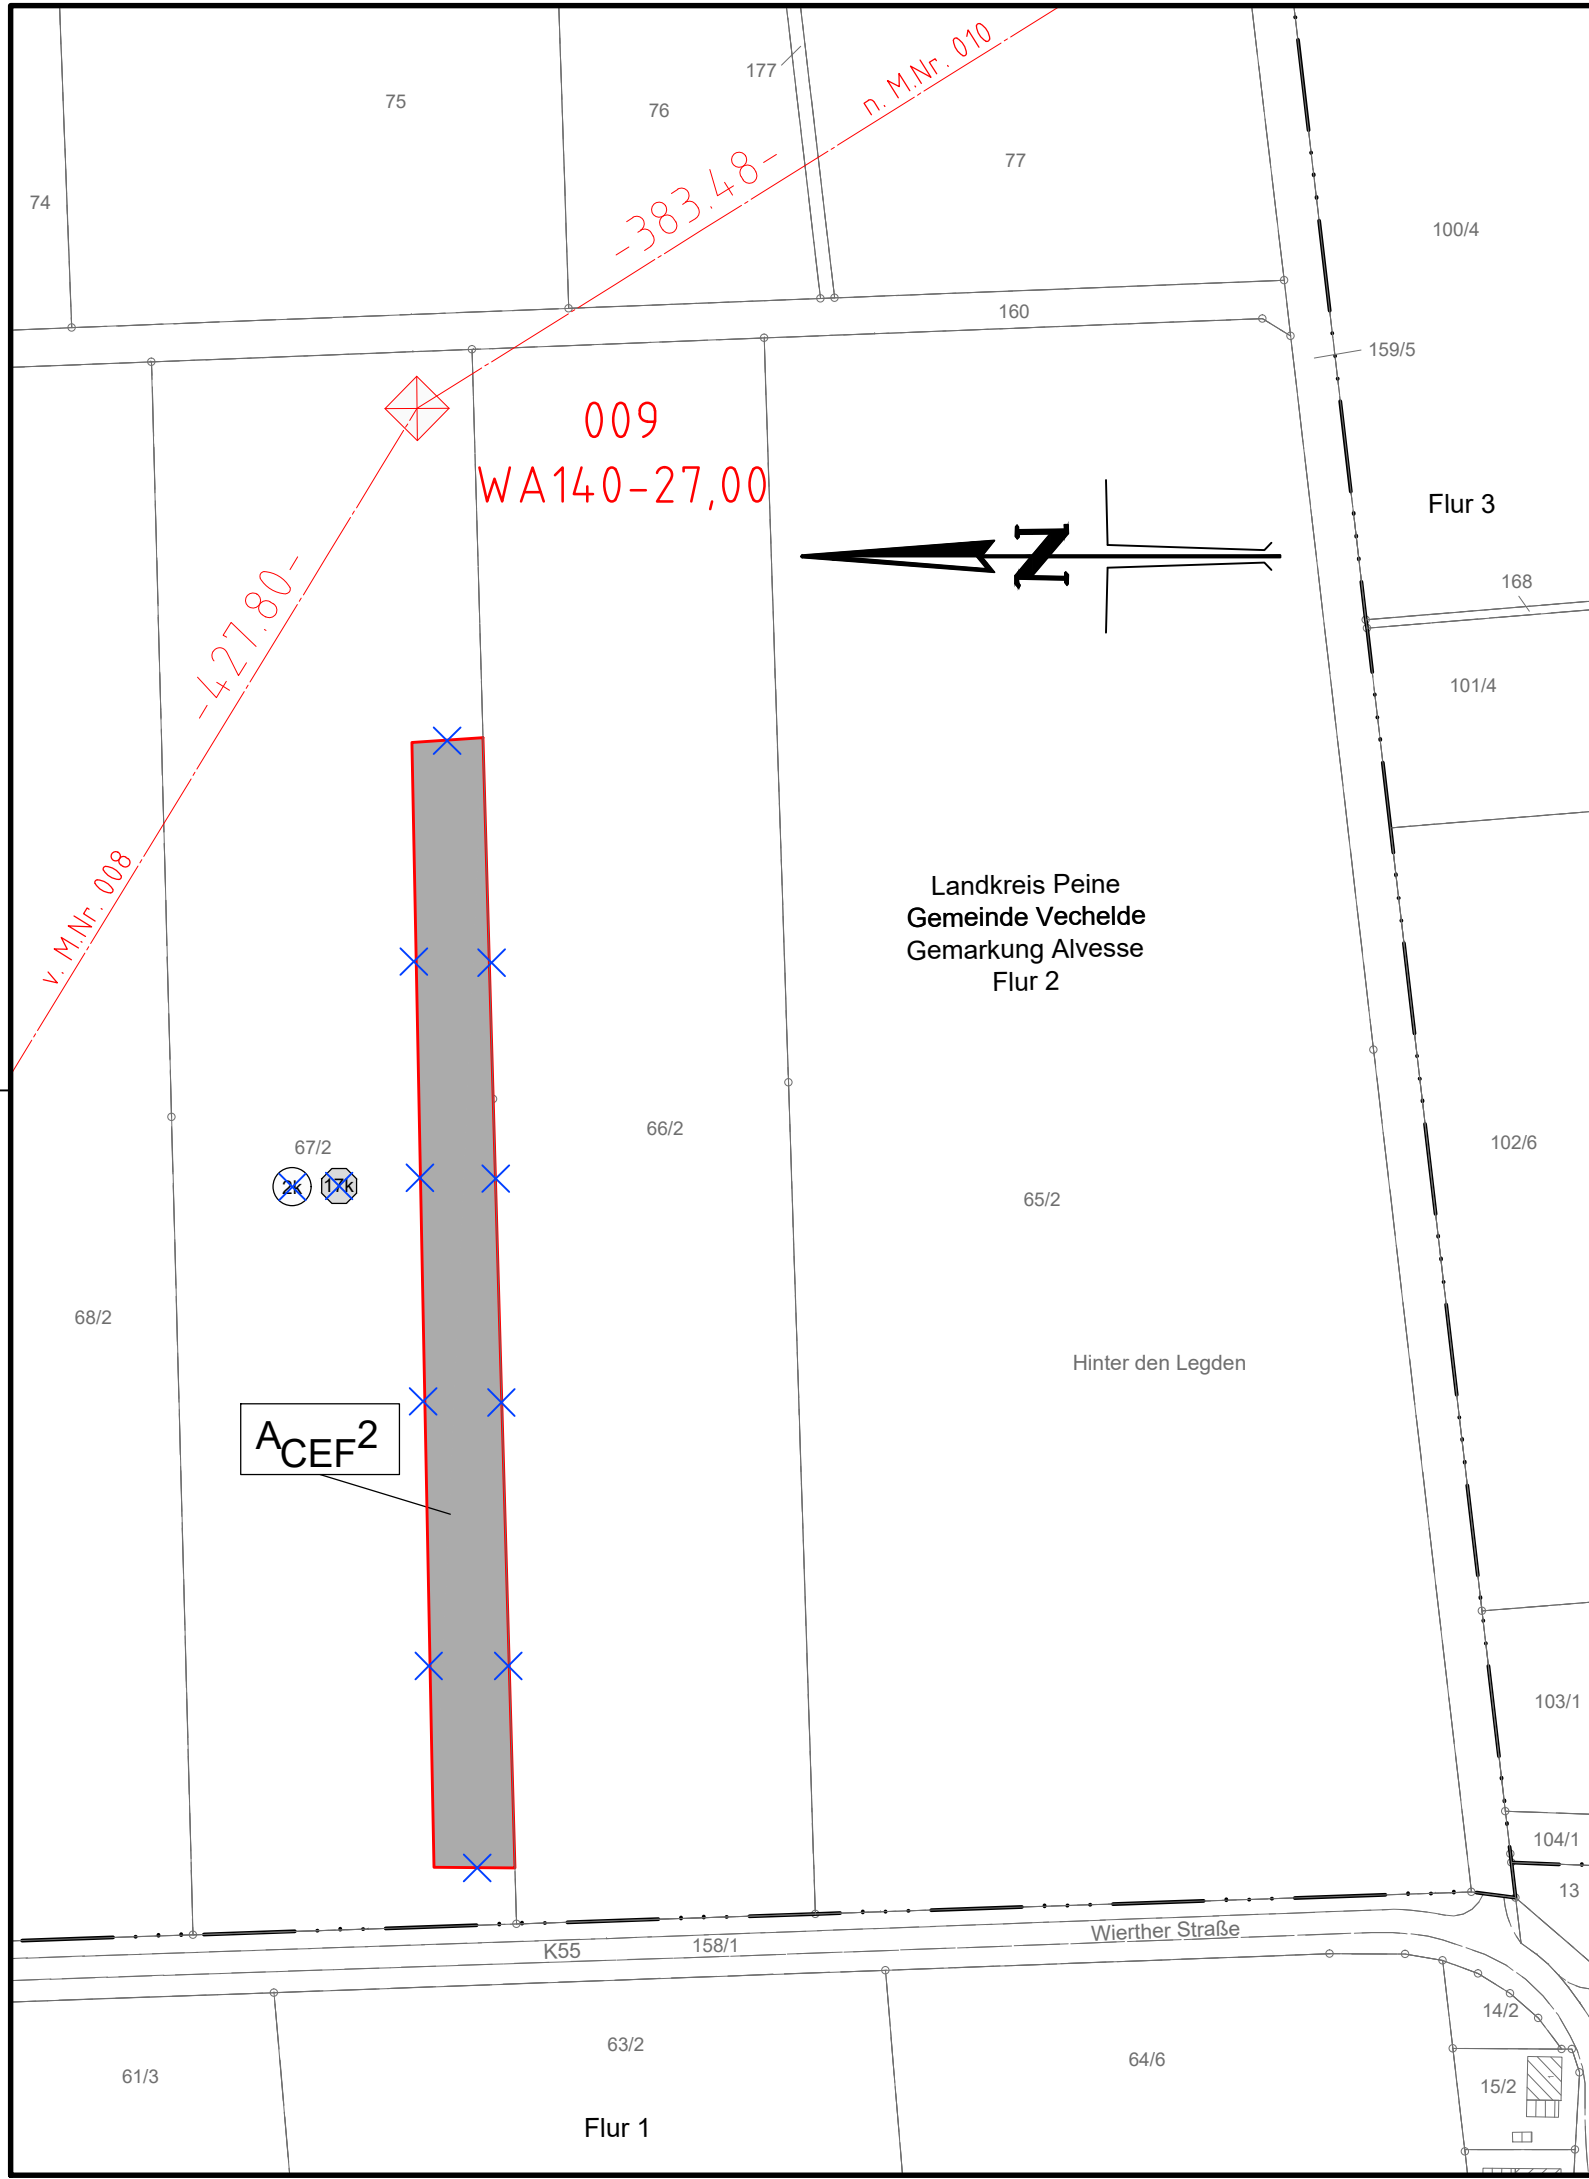 n. M.Nr. 010
177
75
76
77
-383.48-
74
100/4
160
159/5
009
WA140-27,00
Flur 3
N
168
-427.80-
101/4
v. M.Nr. 008
Landkreis Peine
Gemeinde Vechelde
Gemarkung Alvesse
Flur 2
67/2
66/2
102/6
2k
17k
65/2
68/2
Hinter den Legden
ACEF2
103/1
104/1
13
Wierther Straße
K55
158/1
14/2
63/2
64/6
61/3
15/2
Flur 1